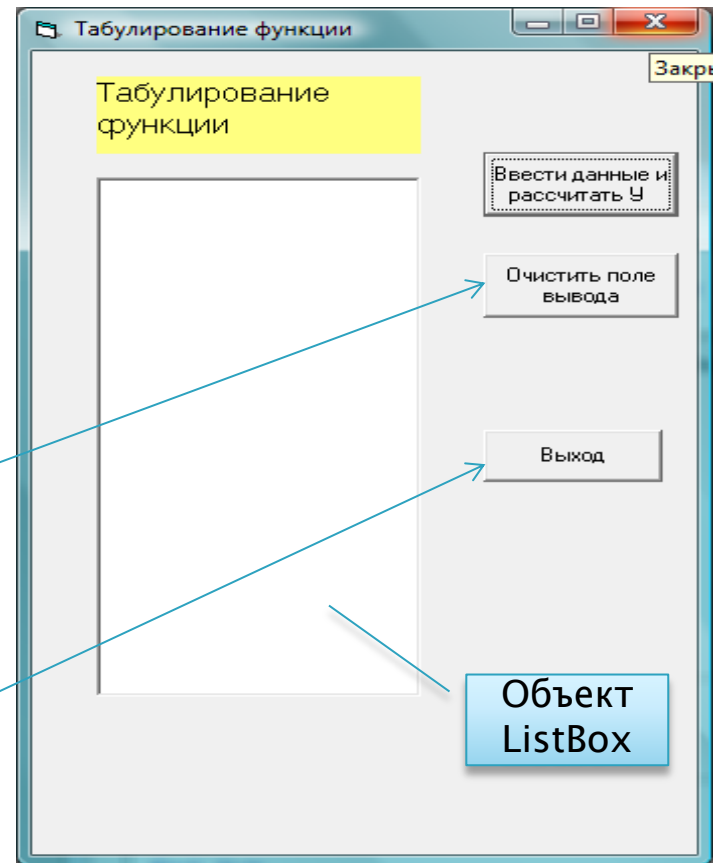 Табулирование функции
Закры
Табулирование
функции
Ввести данные и
рассчитать У
Очистить поле
вывода
Выход
Объект
ListBox